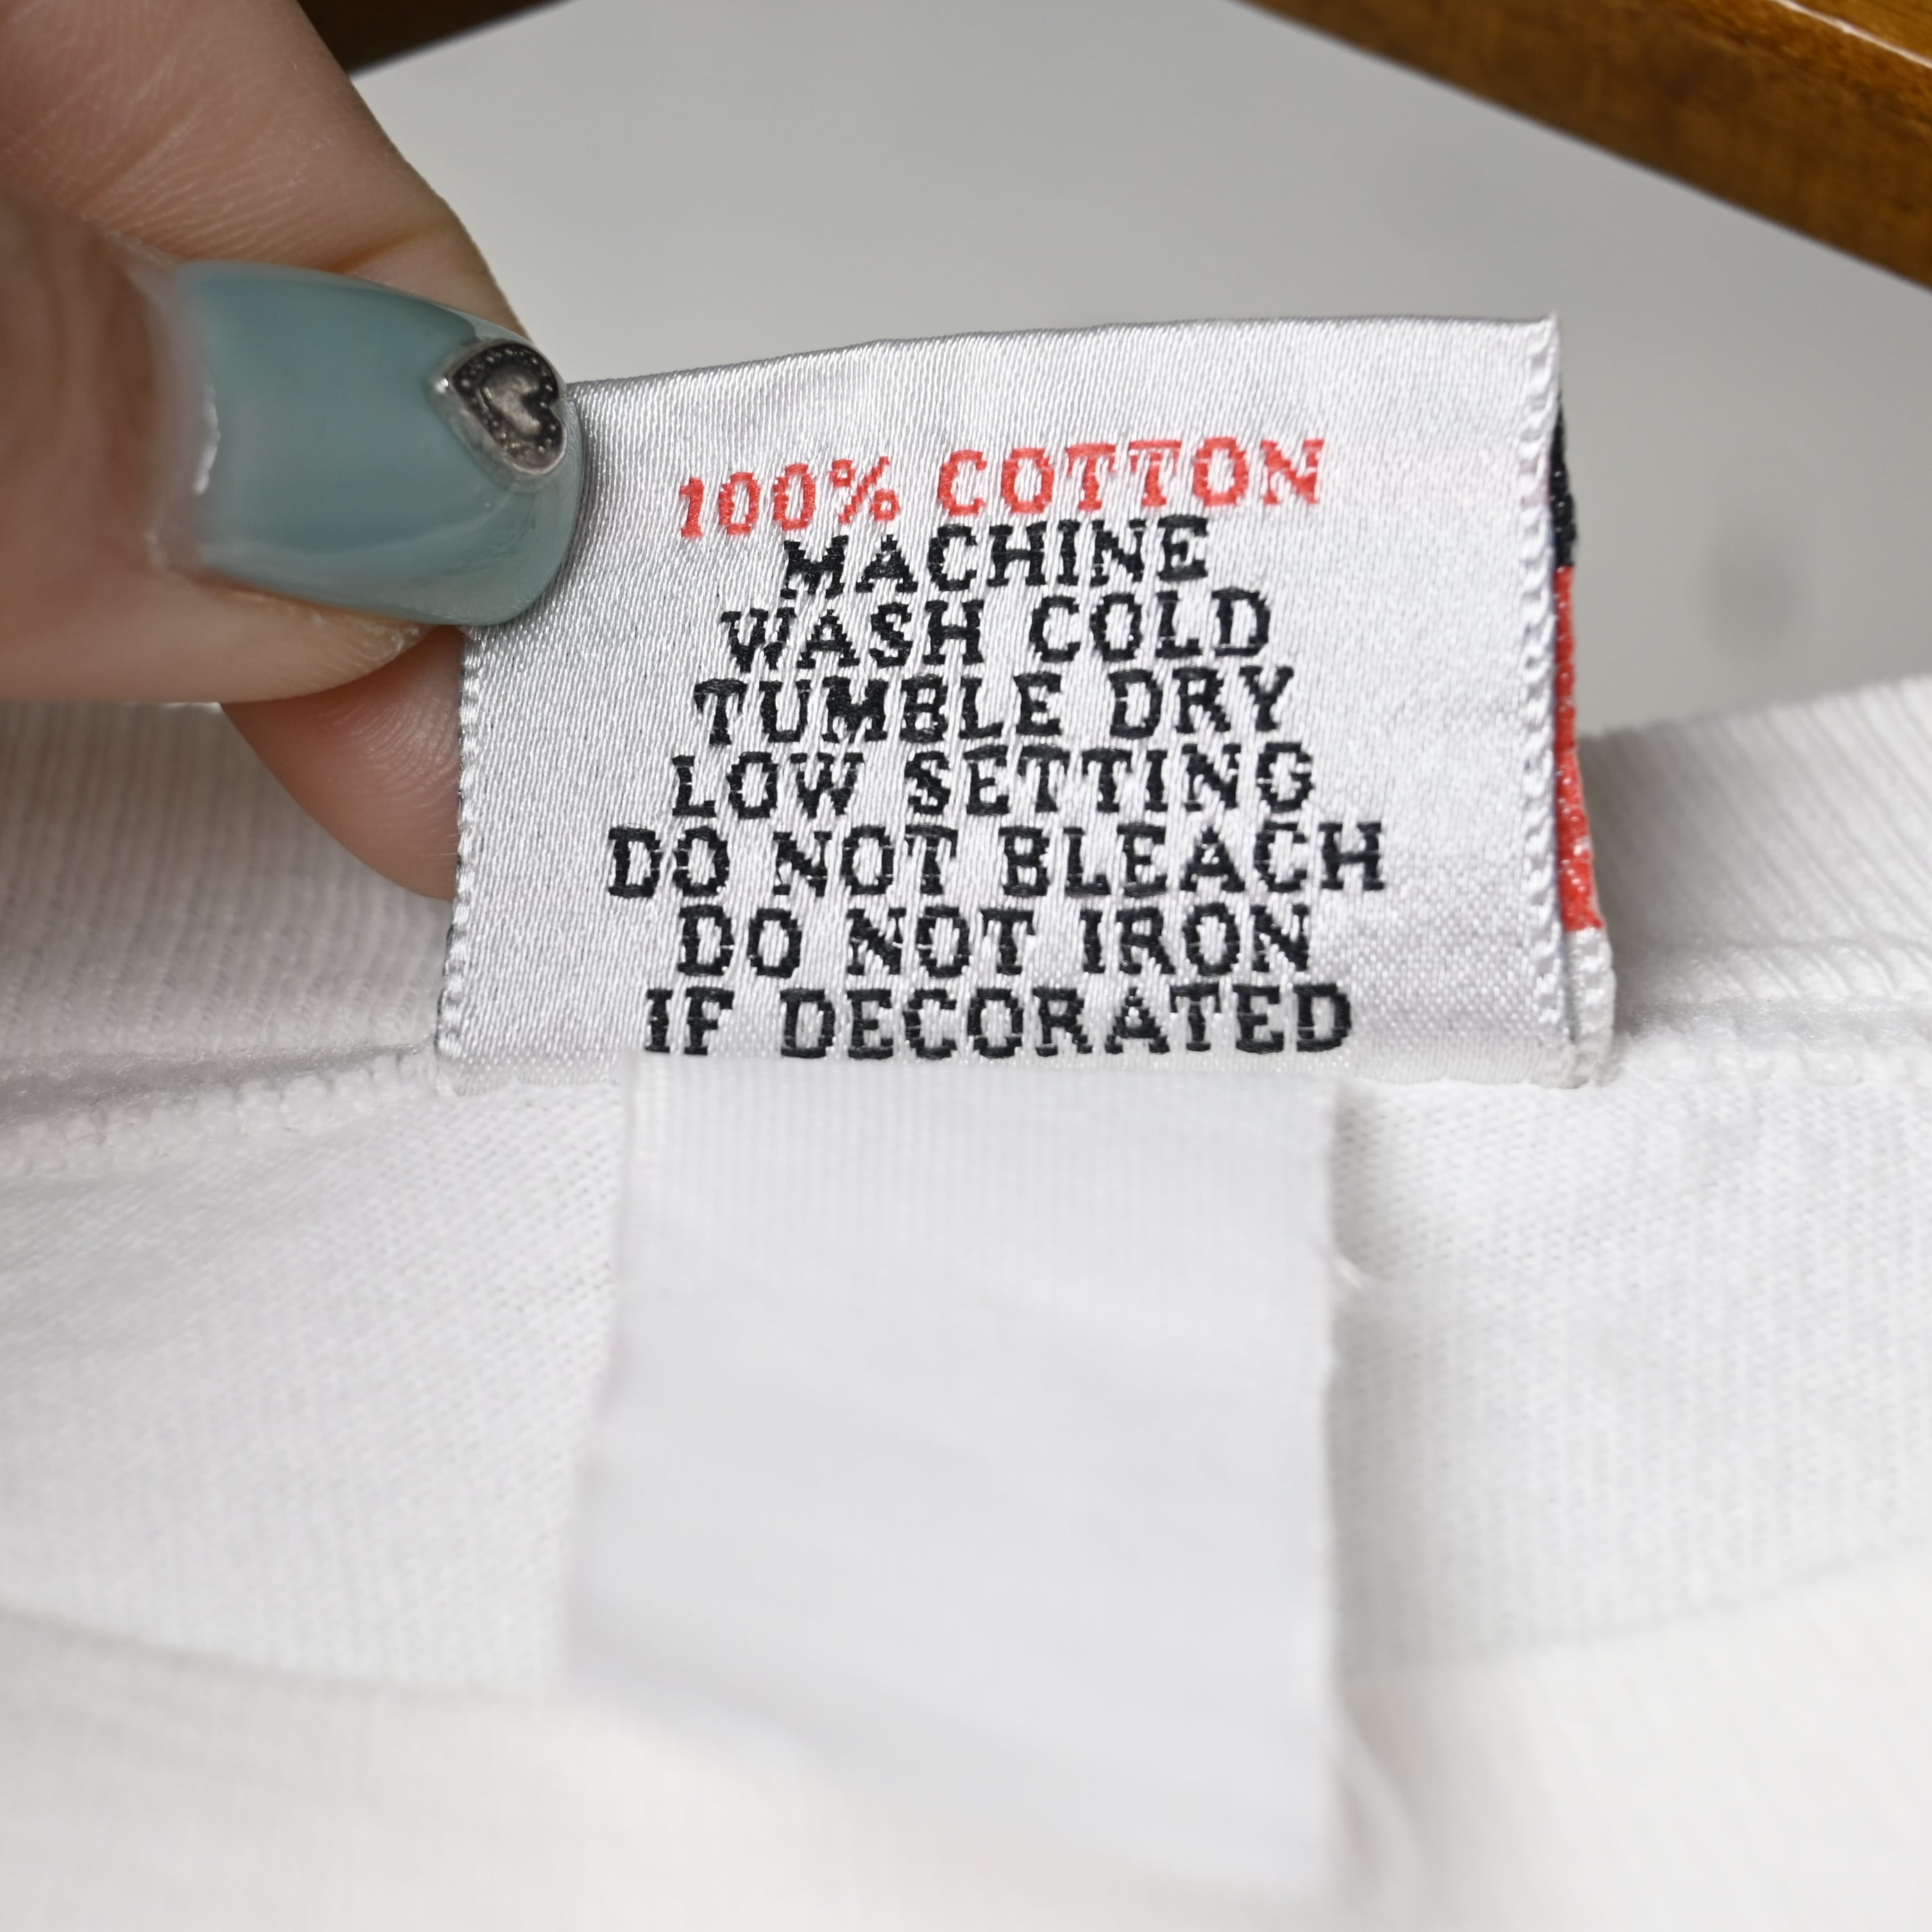 100% COTTON
MACHINE
WASH COLD
TUMBLE DRY
LOW SETTING
DO NOT BLEACH
DO NOT IRON
IF DECORATED